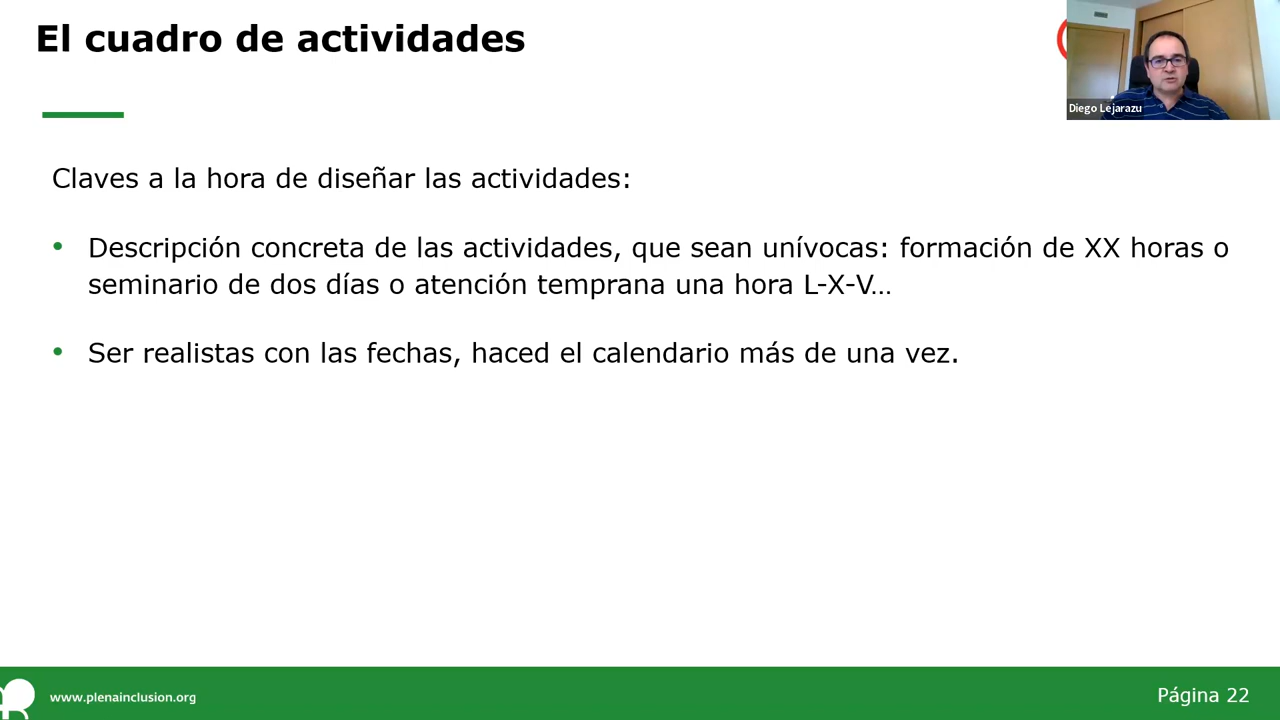 El cuadro de actividades
Diego Lejarazu
Claves a la hora de diseñar las actividades:
• Descripción concreta de las actividades, que sean unívocas: formación de XX horas o
seminario de dos días o atención temprana una hora L-X-V…
• Ser realistas con las fechas, haced el calendario más de una vez.
www.plenainclusion.org
Página 22